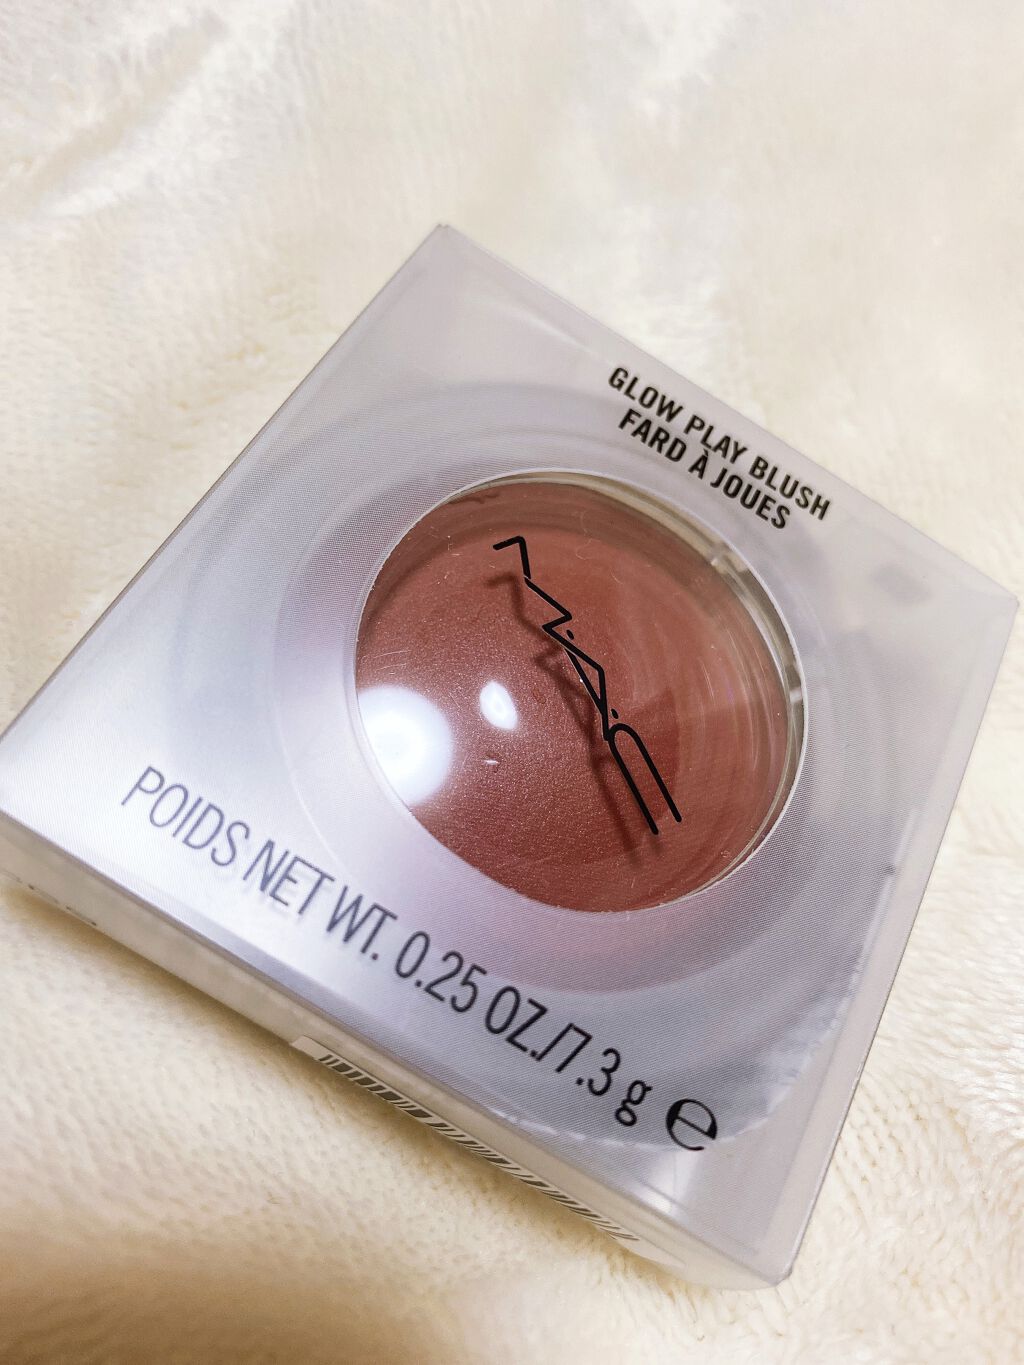 GLOW PLAY BLUSH
FARD À JOUES
M·A·C
POIDS NET WT. 0.25 OZ./7.3 g e